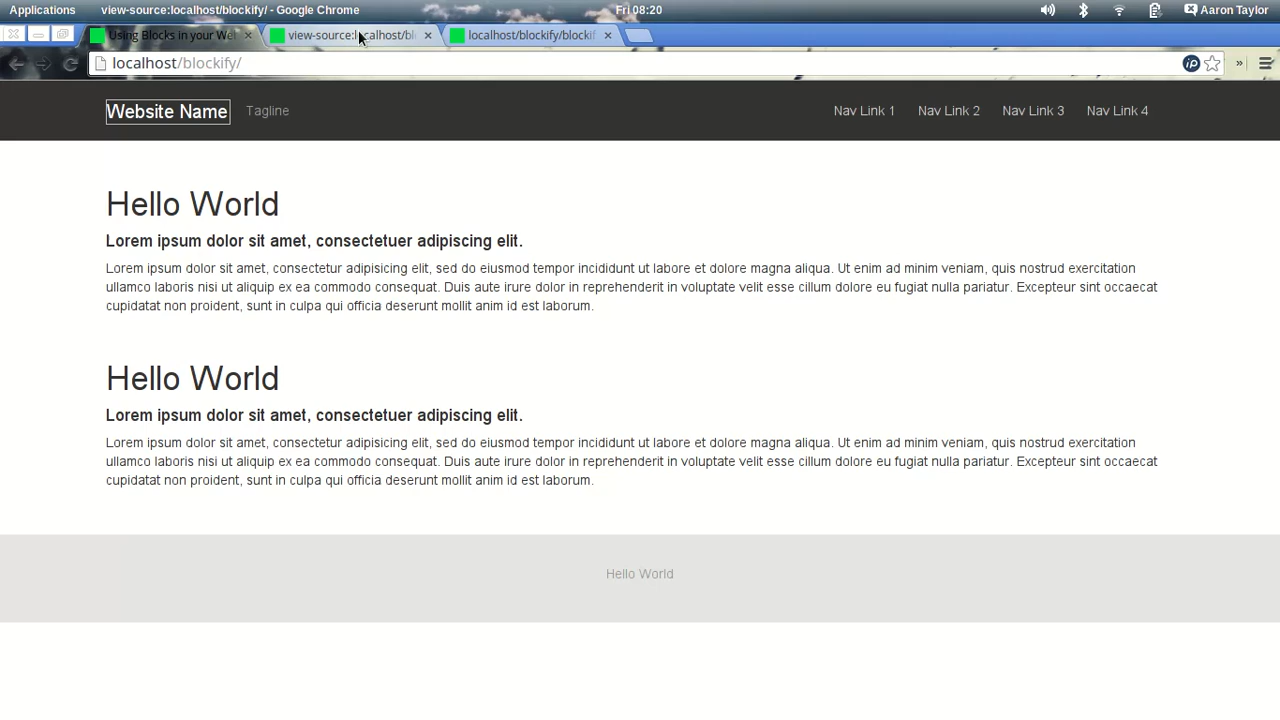 Applications view-source:localhost/blockify/ - Google Chrome Fri 08:20 Aaron Taylor
Using Blocks in your We view-source:localhost/bl localhost/blockify/blockif
localhost/blockify/
Website Name Tagline Nav Link 1 Nav Link 2 Nav Link 3 Nav Link 4
Hello World
Lorem ipsum dolor sit amet, consectetuer adipiscing elit.
Lorem ipsum dolor sit amet, consectetur adipisicing elit, sed do eiusmod tempor incididunt ut labore et dolore magna aliqua. Ut enim ad minim veniam, quis nostrud exercitation
ullamco laboris nisi ut aliquip ex ea commodo consequat. Duis aute irure dolor in reprehenderit in voluptate velit esse cillum dolore eu fugiat nulla pariatur. Excepteur sint occaecat
cupidatat non proident, sunt in culpa qui officia deserunt mollit anim id est laborum.
Hello World
Lorem ipsum dolor sit amet, consectetuer adipiscing elit.
Lorem ipsum dolor sit amet, consectetur adipisicing elit, sed do eiusmod tempor incididunt ut labore et dolore magna aliqua. Ut enim ad minim veniam, quis nostrud exercitation
ullamco laboris nisi ut aliquip ex ea commodo consequat. Duis aute irure dolor in reprehenderit in voluptate velit esse cillum dolore eu fugiat nulla pariatur. Excepteur sint occaecat
cupidatat non proident, sunt in culpa qui officia deserunt mollit anim id est laborum.
Hello World